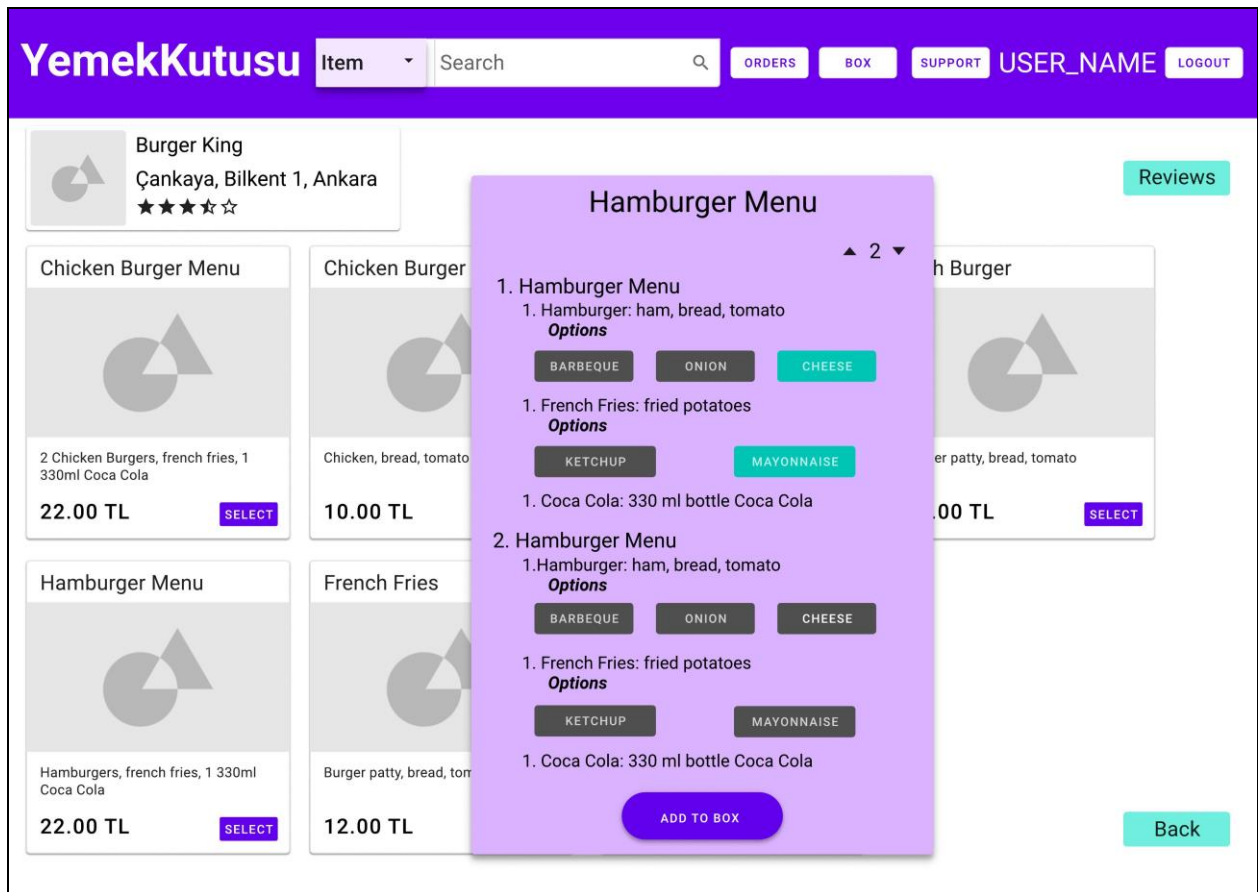 YemekKutusu
Item
Search
ORDERS
BOX
SUPPORT
USER_NAME
LOGOUT
Burger King
Çankaya, Bilkent 1, Ankara
Reviews
Chicken Burger Menu
2 Chicken Burgers, french fries, 1
330ml Coca Cola
22.00 TL
SELECT
Chicken Burger
Chicken, bread, tomato
10.00 TL
Burger
patty, bread, tomato
TL
SELECT
Hamburger Menu
Hamburgers, french fries, 1 330ml
Coca Cola
22.00 TL
SELECT
French Fries
Burger patty, bread,
12.00 TL
Hamburger Menu
2
1. Hamburger Menu
1. Hamburger: ham, bread, tomato
Options
BARBEQUE
ONION
CHEESE
1. French Fries: fried potatoes
Options
KETCHUP
MAYONNAISE
1. Coca Cola: 330 ml bottle Coca Cola
2. Hamburger Menu
1.Hamburger: ham, bread, tomato
Options
BARBEQUE
ONION
CHEESE
1. French Fries: fried potatoes
Options
KETCHUP
MAYONNAISE
1. Coca Cola: 330 ml bottle Coca Cola
ADD TO BOX
Back